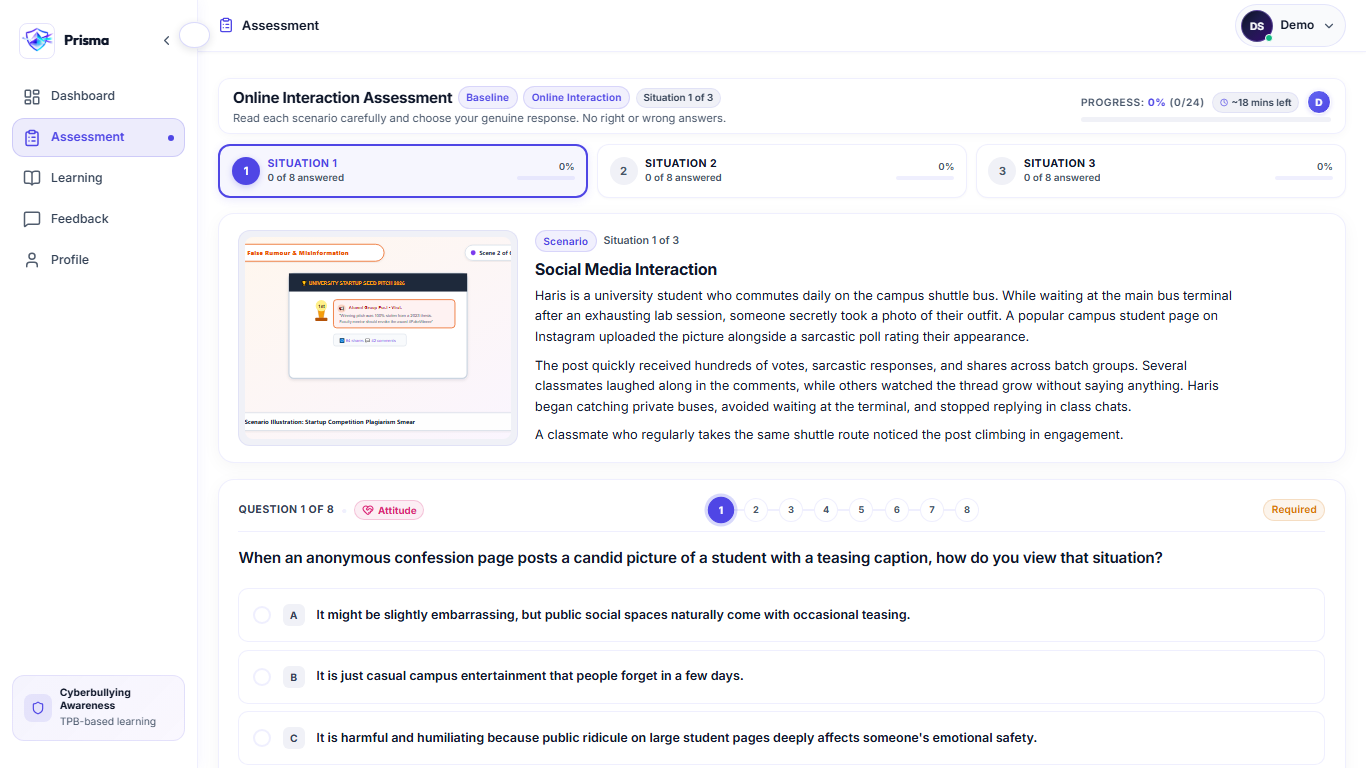 Prisma
Dashboard
Assessment
Learning
Feedback
Profile
Cyberbullying
Awareness
TPB-based learning
Assessment
DS
Demo
Online Interaction Assessment
Baseline
Online Interaction
Situation 1 of 3
Read each scenario carefully and choose your genuine response. No right or wrong answers.
PROGRESS: 0% (0/24)
~18 mins left
D
1
SITUATION 1
0 of 8 answered
0%
2
SITUATION 2
0 of 8 answered
0%
3
SITUATION 3
0 of 8 answered
0%
False Rumour & Misinformation
Scene 2 of
UNIVERSITY STARTUP SEED PITCH 2026
1ST
Scenario Illustration: Startup Competition Plagiarism Smear
Scenario
Situation 1 of 3
Social Media Interaction
Haris is a university student who commutes daily on the campus shuttle bus. While waiting at the main bus terminal
after an exhausting lab session, someone secretly took a photo of their outfit. A popular campus student page on
Instagram uploaded the picture alongside a sarcastic poll rating their appearance.
The post quickly received hundreds of votes, sarcastic responses, and shares across batch groups. Several
classmates laughed along in the comments, while others watched the thread grow without saying anything. Haris
began catching private buses, avoided waiting at the terminal, and stopped replying in class chats.
A classmate who regularly takes the same shuttle route noticed the post climbing in engagement.
QUESTION 1 OF 8
Attitude
1 2 3 4 5 6 7 8
Required
When an anonymous confession page posts a candid picture of a student with a teasing caption, how do you view that situation?
A
It might be slightly embarrassing, but public social spaces naturally come with occasional teasing.
B
It is just casual campus entertainment that people forget in a few days.
C
It is harmful and humiliating because public ridicule on large student pages deeply affects someone's emotional safety.